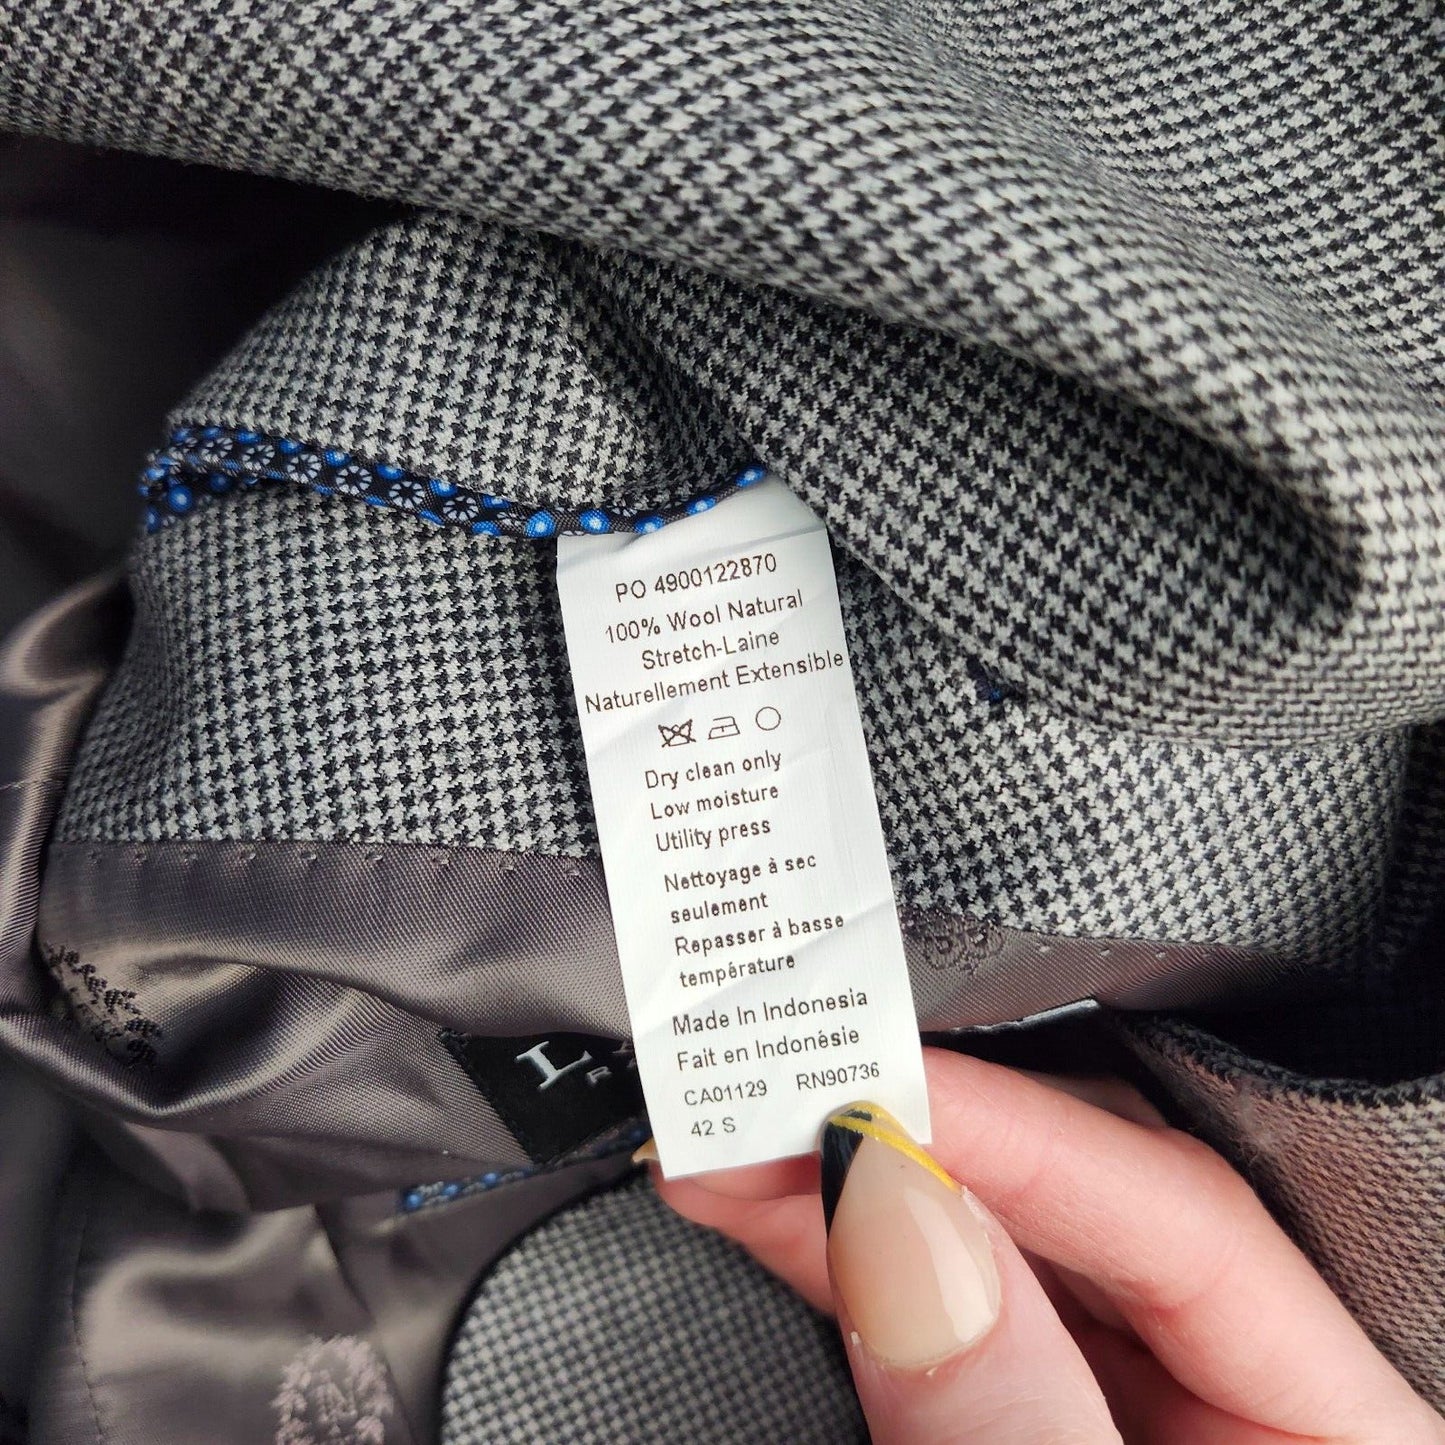 PO 4900122870
100% Wool Natural
Stretch-Laine
Naturellement Extensible
Dry clean only
Low moisture
Utility press
Nettoyage à sec
seulement
Repasser à basse
température
Made In Indonesia
Fait en Indonésie
CA01129 RN90736
42 S